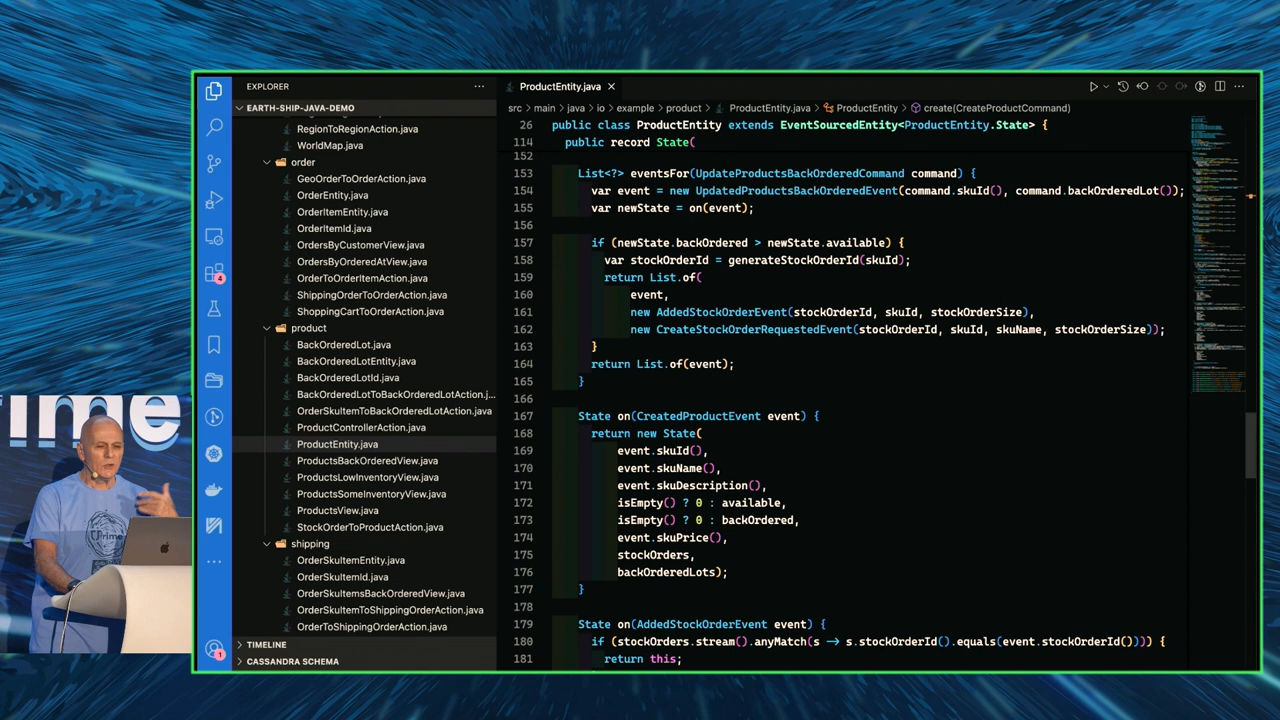 EXPLORER
EARTH-SHIP-JAVA-DEMO
RegionToRegionAction.java
WorldMap.java
order
GeoOrderToOrderAction.java
OrderEntity.java
OrderItemEntity.java
OrderItemId.java
OrdersByCustomerView.java
OrdersByOrderedAtView.java
OrderToOrderItemAction.java
ShippingOrderToOrderAction.java
ShoppingCartToOrderAction.java
product
BackOrderedLot.java
BackOrderedLotEntity.java
BackOrderedLotId.java
BackOrderedLotToBackOrderedLotAction.j...
OrderSkuItemToBackOrderedLotAction.java
ProductControllerAction.java
ProductEntity.java
ProductsBackOrderedView.java
ProductsLowInventoryView.java
ProductsSomeInventoryView.java
ProductsView.java
StockOrderToProductAction.java
shipping
OrderSkuItemEntity.java
OrderSkuItemId.java
OrderSkuItemsBackOrderedView.java
OrderSkuItemToShippingOrderAction.java
OrderToShippingOrderAction.java
TIMELINE
CASSANDRA SCHEMA
4
1
ProductEntity.java
src > main > java > io > example > product > ProductEntity.java > ProductEntity > create(CreateProductCommand)
26 public class ProductEntity extends EventSourcedEntity<ProductEntity.State> {
114 public record State(
152
153 List<?> eventsFor(UpdateProductsBackOrderedCommand command) {
154 var event = new UpdatedProductsBackOrderedEvent(command.skuId(), command.backOrderedLot());
155 var newState = on(event);
156
157 if (newState.backOrdered > newState.available) {
158 var stockOrderId = generateStockOrderId(skuId);
159 return List.of(
160 event,
161 new AddedStockOrderEvent(stockOrderId, skuId, stockOrderSize),
162 new CreateStockOrderRequestedEvent(stockOrderId, skuId, skuName, stockOrderSize));
163 }
164 return List.of(event);
165 }
166
167 State on(CreatedProductEvent event) {
168 return new State(
169 event.skuId(),
170 event.skuName(),
171 event.skuDescription(),
172 isEmpty() ? 0 : available,
173 isEmpty() ? 0 : backOrdered,
174 event.skuPrice(),
175 stockOrders,
176 backOrderedLots);
177 }
178
179 State on(AddedStockOrderEvent event) {
180 if (stockOrders.stream().anyMatch(s -> s.stockOrderId().equals(event.stockOrderId()))) {
181 return this;